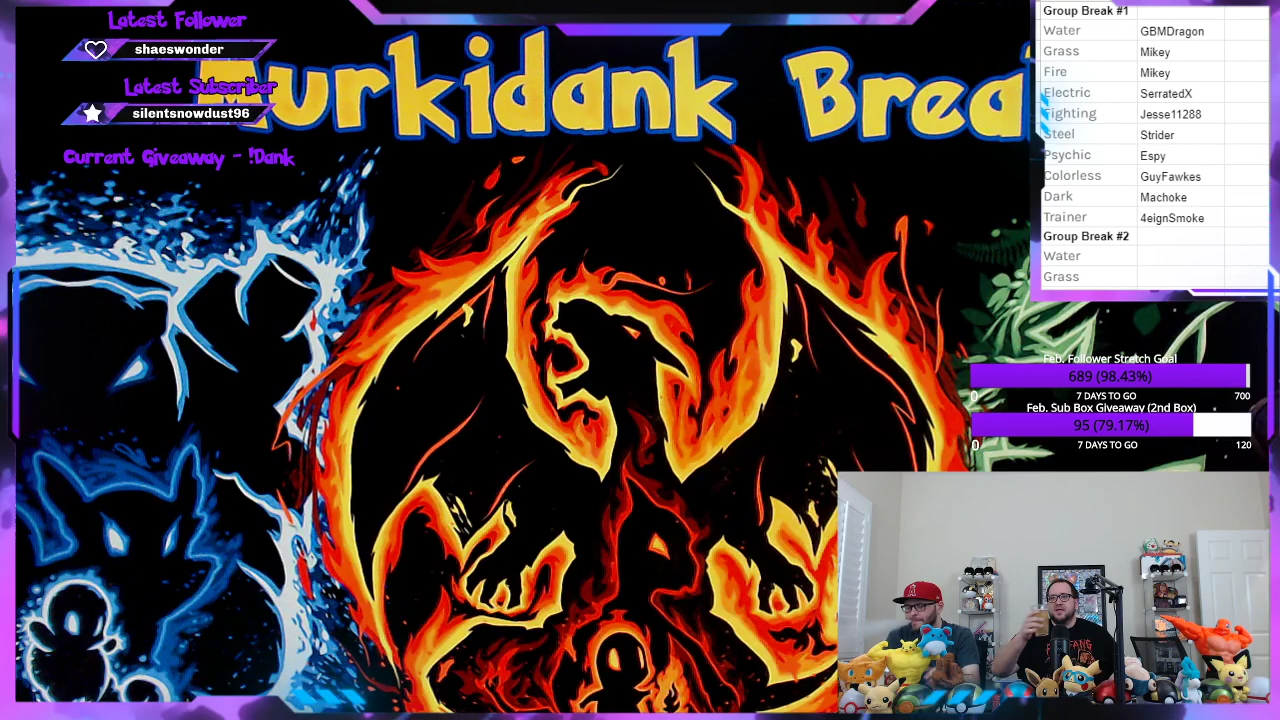 Latest Follower
shaeswonder
Latest Subscriber
silentsnowdust96
Current Giveaway - !Dank
Murkidank Brea
Group Break #1
Water GBMDragon
Grass Mikey
Fire Mikey
Electric SerratedX
Fighting Jesse11288
Steel Strider
Psychic Espy
Colorless GuyFawkes
Dark Machoke
Trainer 4eignSmoke
Group Break #2
Water
Grass
Feb. Follower Stretch Goal
689 (98.43%)
0 7 DAYS TO GO 700
Feb. Sub Box Giveaway (2nd Box)
95 (79.17%)
0 7 DAYS TO GO 120
FANG